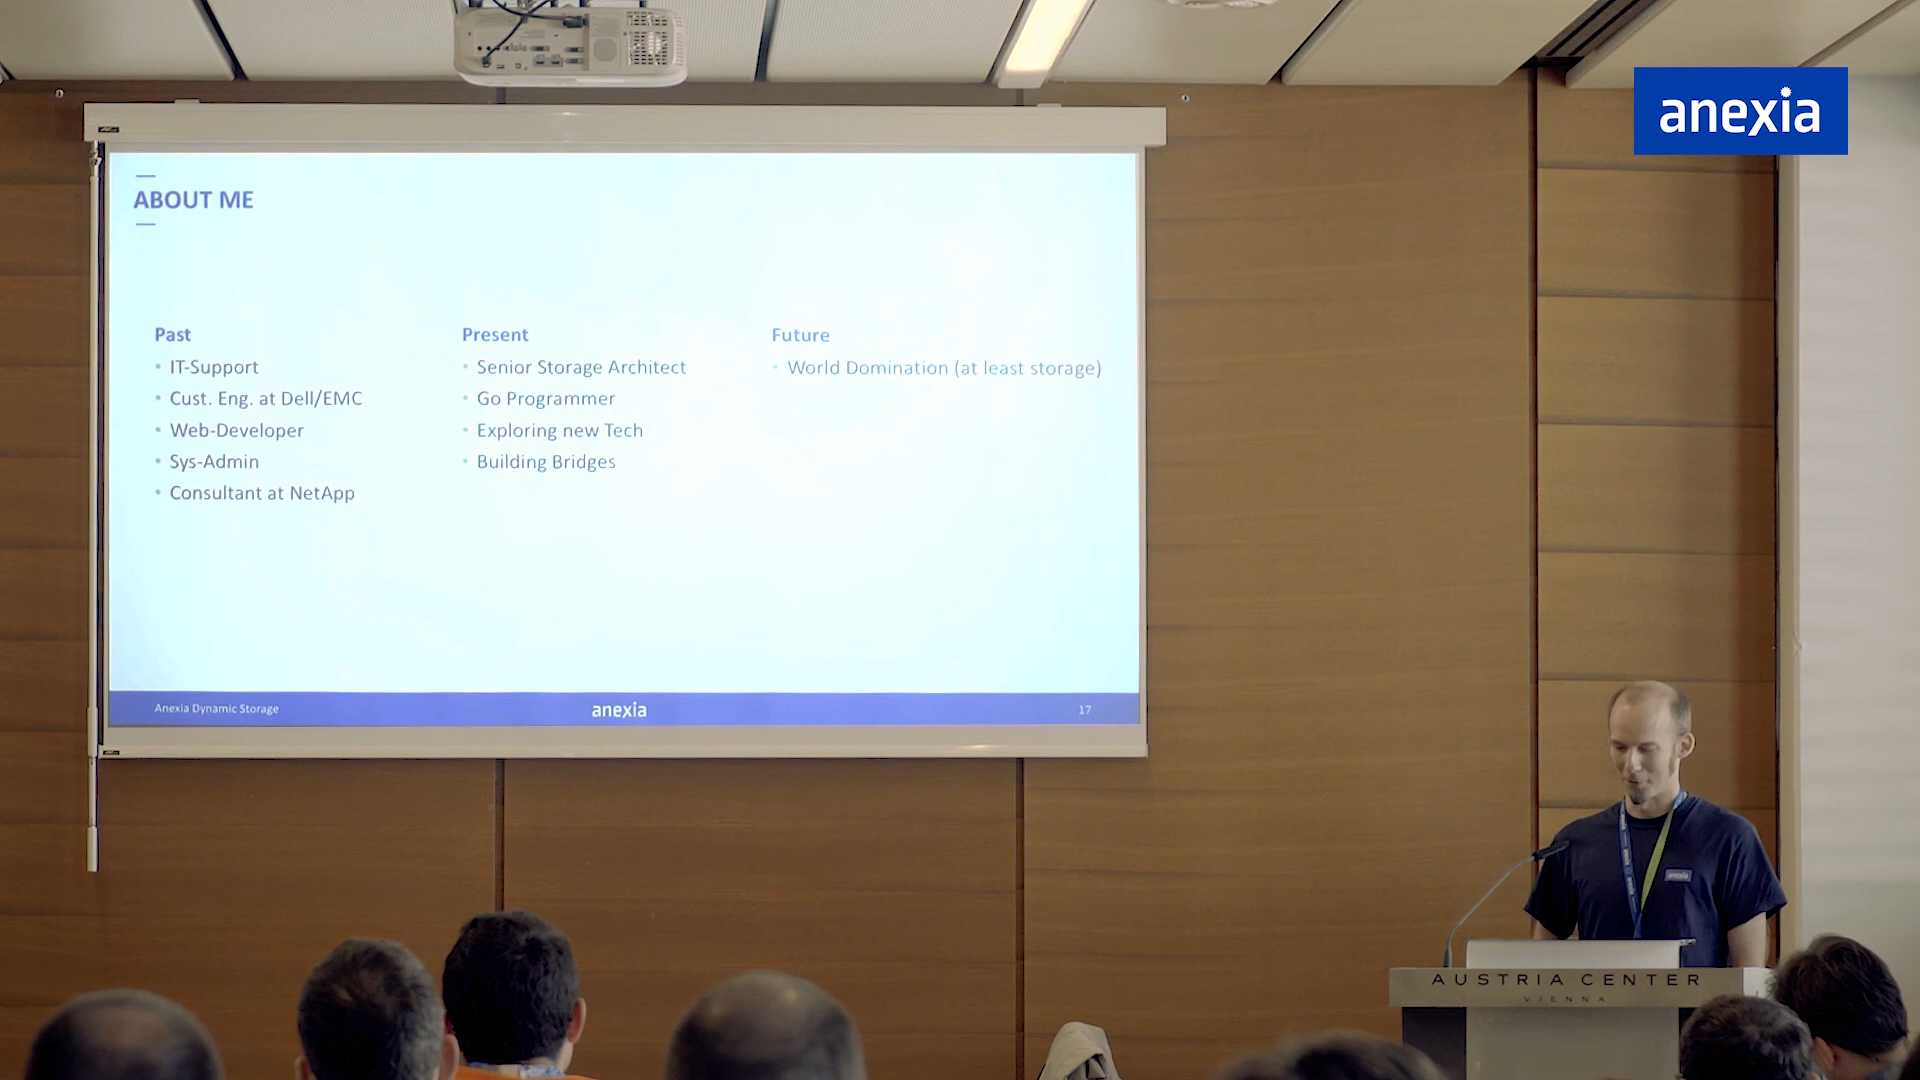 anexia
ABOUT ME
Past
IT-Support
Cust. Eng. at Dell/EMC
Web-Developer
Sys-Admin
Consultant at NetApp
Present
Senior Storage Architect
Go Programmer
Exploring new Tech
Building Bridges
Future
World Domination (at least storage)
Anexia Dynamic Storage
anexia
17
anexia
AUSTRIA CENTER
VIENNA